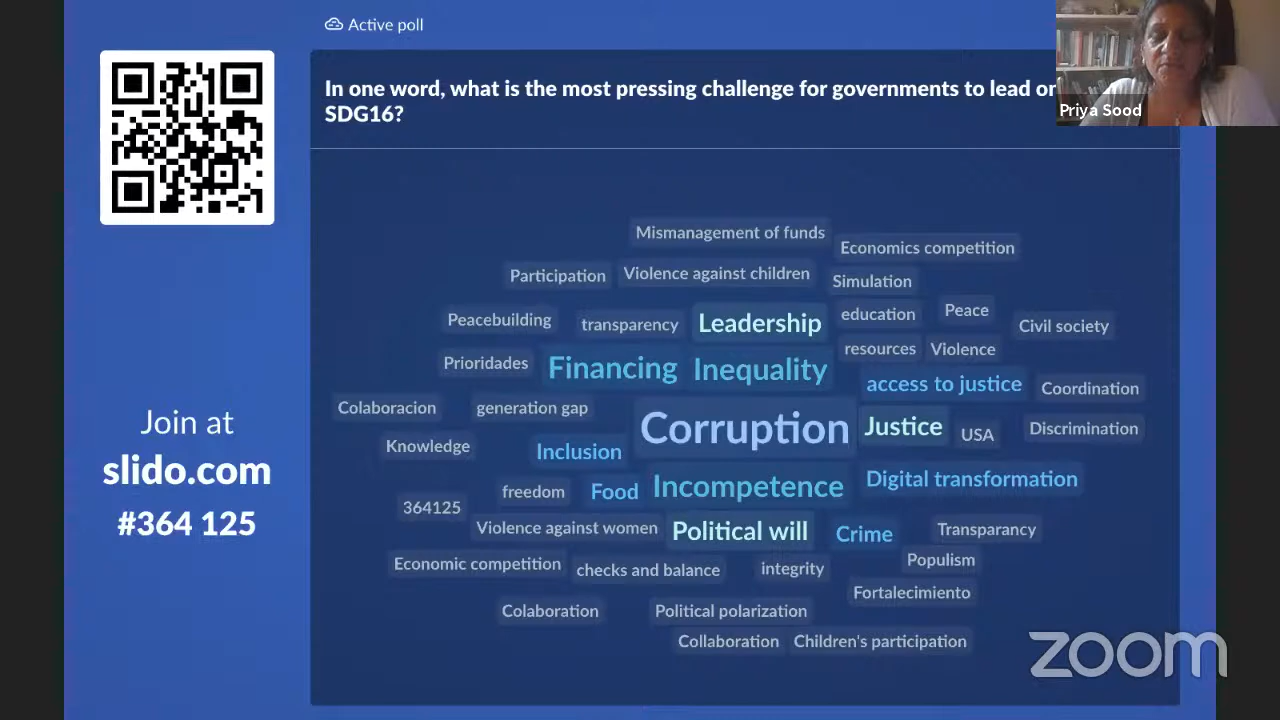 Active poll
In one word, what is the most pressing challenge for governments to lead or
SDG16?
Priya Sood
Mismanagement of funds
Economics competition
Participation
Violence against children
Simulation
Peacebuilding
transparency
Leadership
education
Peace
Civil society
Prioridades
Financing
Inequality
resources
Violence
access to justice
Coordination
Colaboracion
generation gap
Corruption
Justice
USA
Discrimination
Knowledge
Inclusion
364125
freedom
Food
Incompetence
Digital transformation
Violence against women
Political will
Crime
Transparancy
Economic competition
checks and balance
integrity
Populism
Fortalecimiento
Colaboration
Political polarization
Collaboration
Children's participation
Join at
slido.com
#364 125
zoom